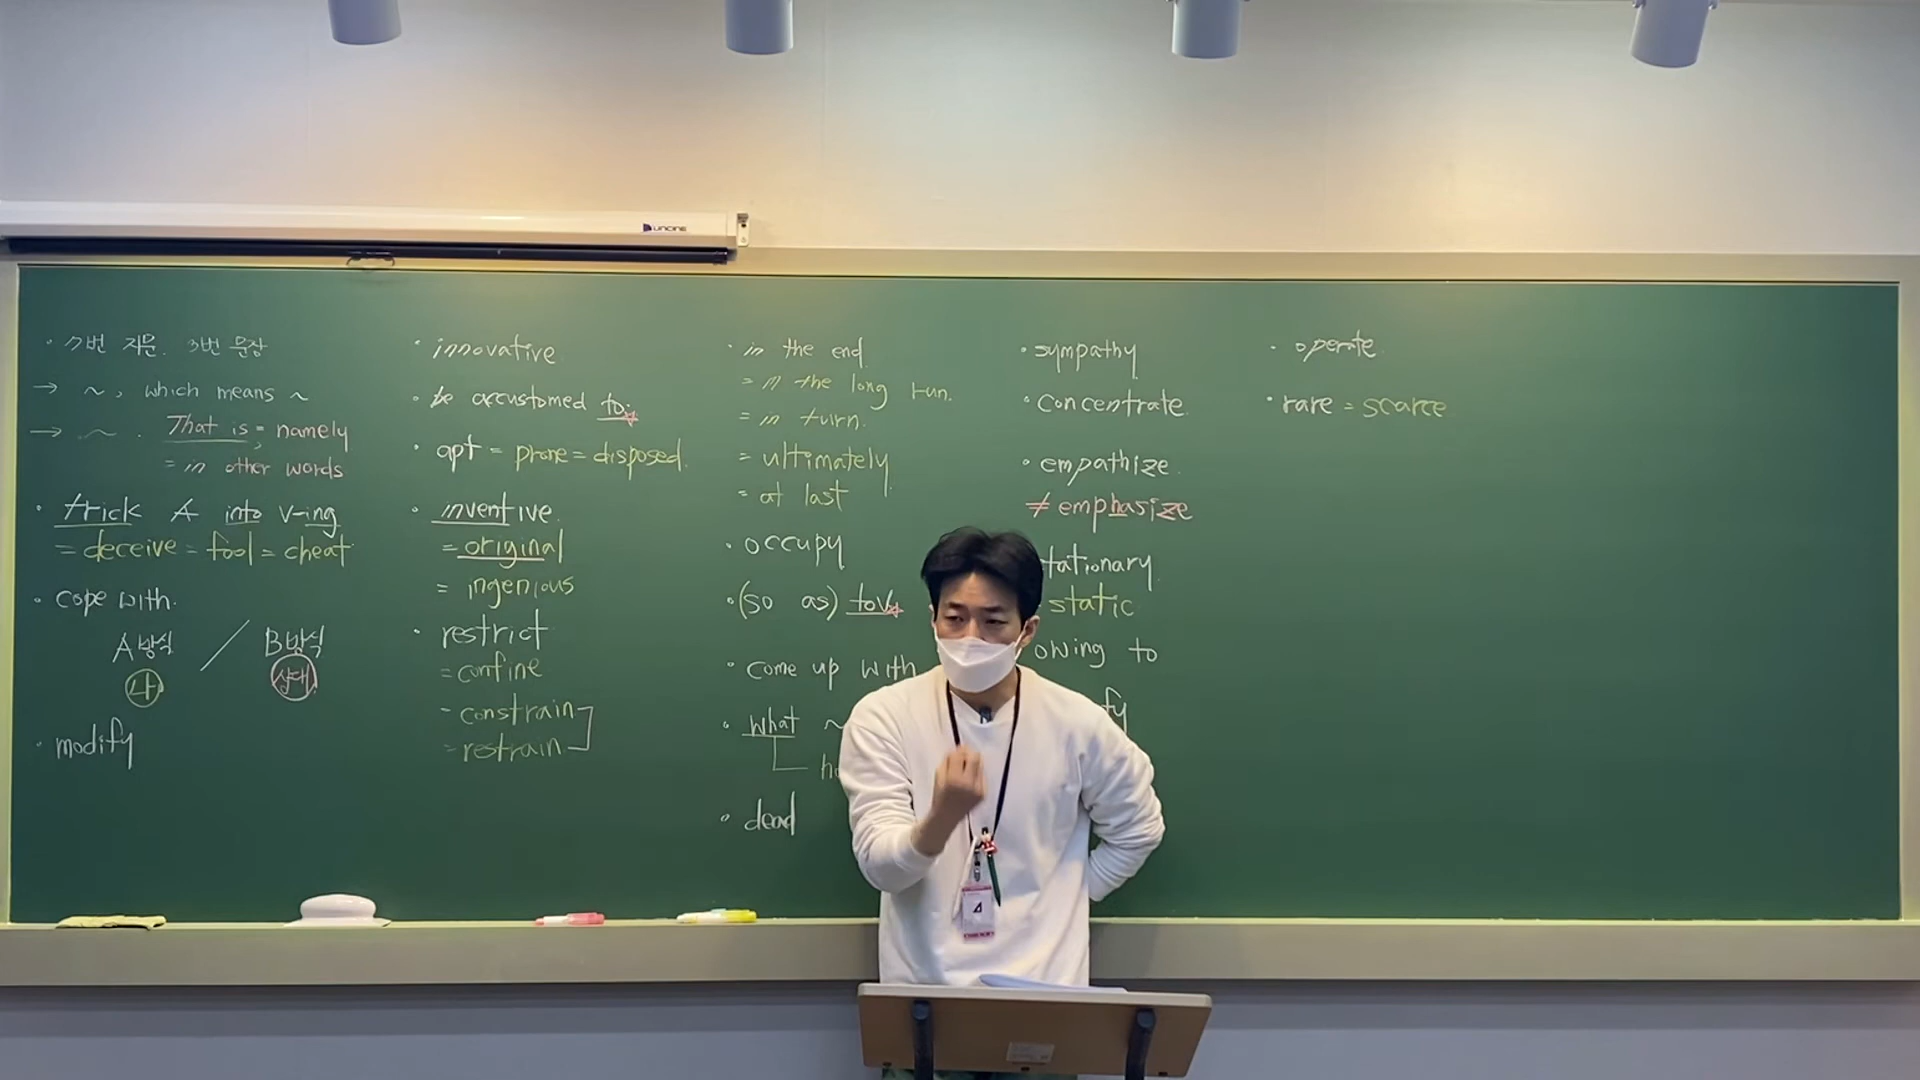 UNCINE
· 7번 지문. 3번 문장
→ ~, which means ~
→ ~. That is, = namely
= in other words
· trick A into v-ing
= deceive = fool = cheat
· cope with.
A방식 / B방식
나 상대
· modify
· innovative
· be accustomed to
· apt = prone = disposed.
· inventive.
= original
= ingenious
· restrict
= confine
= constrain
= restrain
· in the end
= in the long run.
= in turn.
= ultimately
= at last
· occupy
· (so as) to V
· come up with
· what ~
· dead
· sympathy
· concentrate
· empathize.
≠ emphasize
tationary
static
owing to
fy
· operate
· rare = scarce